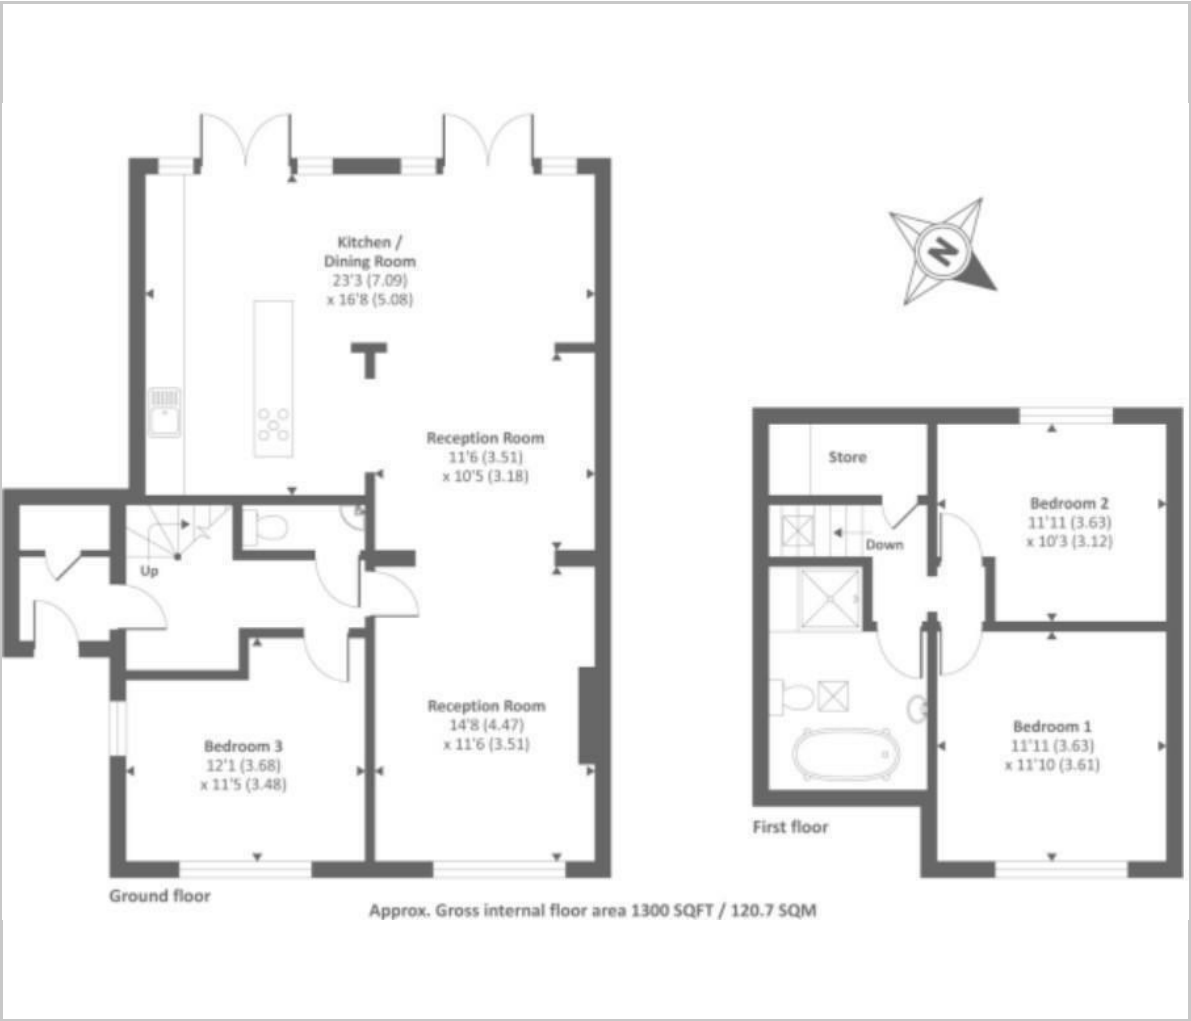 Kitchen /
Dining Room
23'3 (7.09)
x 16'8 (5.08)
N
Reception Room
11'6 (3.51)
x 10'5 (3.18)
Up
Reception Room
14'8 (4.47)
x 11'6 (3.51)
Bedroom 3
12'1 (3.68)
x 11'5 (3.48)
Ground floor
Store
Down
Bedroom 2
11'11 (3.63)
x 10'3 (3.12)
Bedroom 1
11'11 (3.63)
x 11'10 (3.61)
First floor
Approx. Gross internal floor area 1300 SQFT / 120.7 SQM